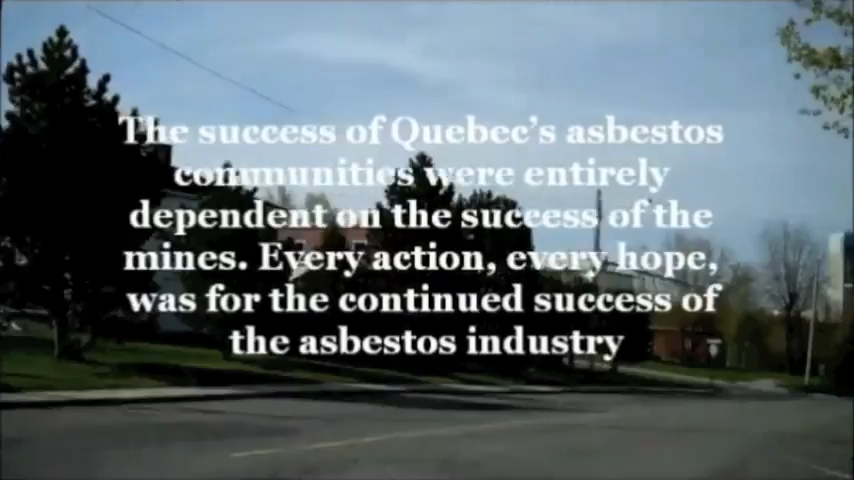 The success of Quebec's asbestos
communities were entirely
dependent on the success of the
mines. Every action, every hope,
was for the continued success of
the asbestos industry